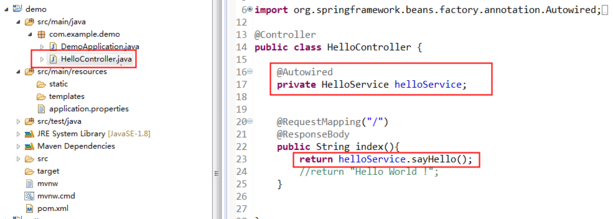 demo
src/main/java
com.example.demo
DemoApplication.java
HelloController.java
src/main/resources
static
templates
application.properties
src/test/java
JRE System Library [JavaSE-1.8]
Maven Dependencies
src
target
mvnw
mvnw.cmd
pom.xml
6 import org.springframework.beans.factory.annotation.Autowired;
12
13 @Controller
14 public class HelloController {
15
16 @Autowired
17 private HelloService helloService;
18
19
20 @RequestMapping("/")
21 @ResponseBody
22 public String index(){
23 return helloService.sayHello();
24 //return "Hello World !";
25 }
26
27